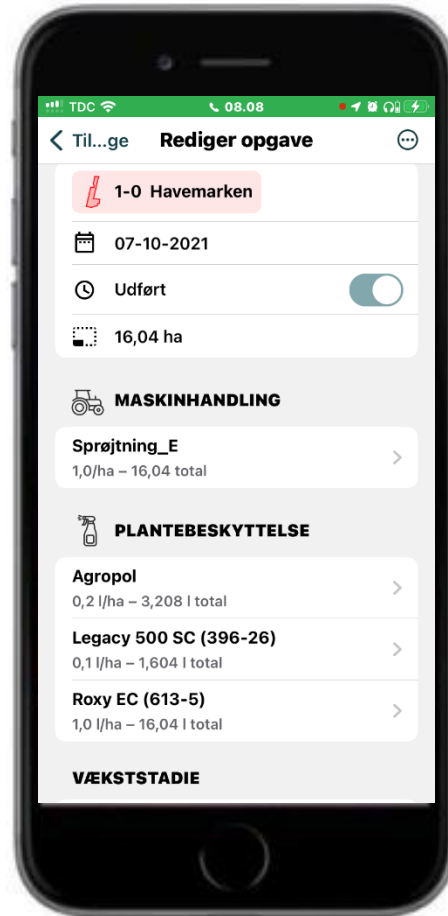 TDC 08.08
Til...ge Rediger opgave
1-0 Havemarken
07-10-2021
Udført
16,04 ha
MASKINHANDLING
Sprøjtning_E
1,0/ha – 16,04 total
PLANTEBESKYTTELSE
Agropol
0,2 l/ha – 3,208 l total
Legacy 500 SC (396-26)
0,1 l/ha – 1,604 l total
Roxy EC (613-5)
1,0 l/ha – 16,04 l total
VÆKSTSTADIE